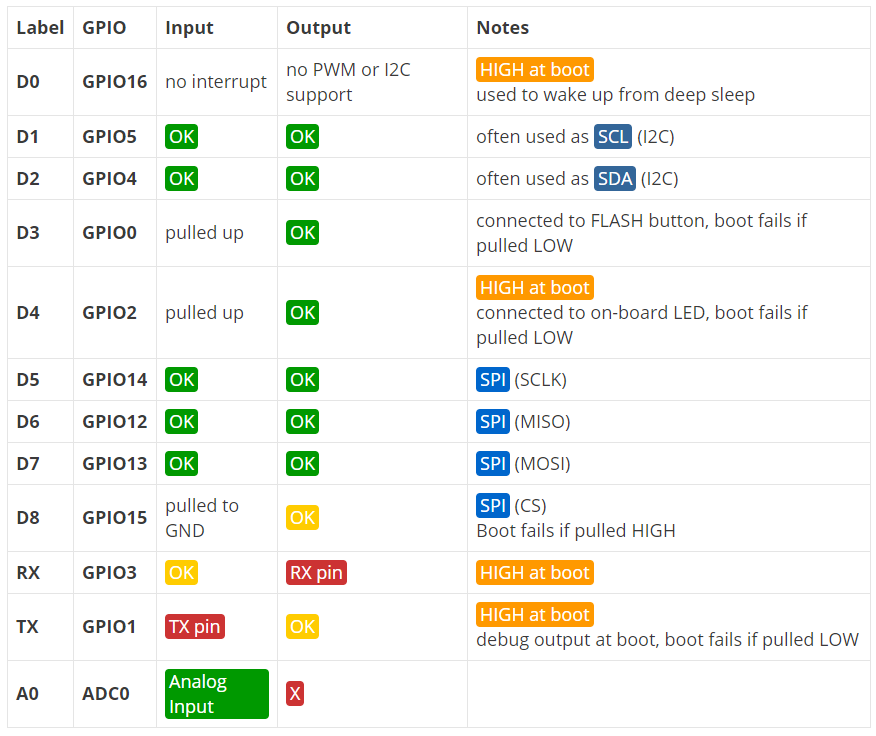 Label GPIO Input Output Notes
D0 GPIO16 no interrupt no PWM or I2C support HIGH at boot
used to wake up from deep sleep
D1 GPIO5 OK OK often used as SCL (I2C)
D2 GPIO4 OK OK often used as SDA (I2C)
D3 GPIO0 pulled up OK connected to FLASH button, boot fails if
pulled LOW
D4 GPIO2 pulled up OK HIGH at boot
connected to on-board LED, boot fails if
pulled LOW
D5 GPIO14 OK OK SPI (SCLK)
D6 GPIO12 OK OK SPI (MISO)
D7 GPIO13 OK OK SPI (MOSI)
D8 GPIO15 pulled to GND OK SPI (CS)
Boot fails if pulled HIGH
RX GPIO3 OK RX pin HIGH at boot
TX GPIO1 TX pin OK HIGH at boot
debug output at boot, boot fails if pulled LOW
A0 ADC0 Analog Input X